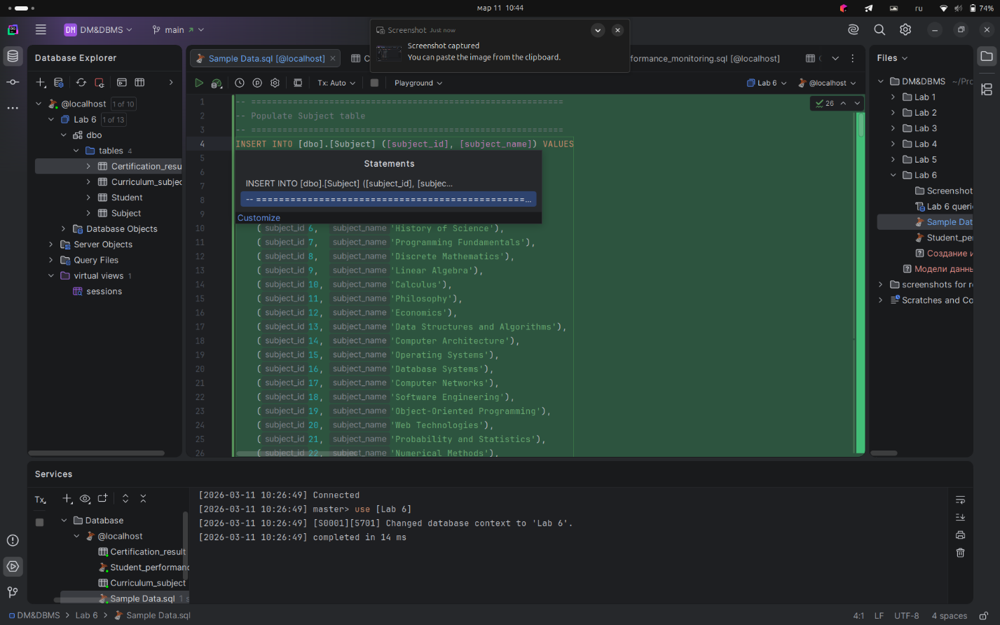 мар 11 10:44
ru
74%
DM DM&DBMS
main
Screenshot Just now
Screenshot captured
You can paste the image from the clipboard.
Database Explorer
@localhost 1 of 10
Lab 6 1 of 13
dbo
tables 4
Certification_resu
Curriculum_subjec
Student
Subject
Database Objects
Server Objects
Query Files
virtual views 1
sessions
Sample Data.sql [@localhost]
formance_monitoring.sql [@localhost]
Tx: Auto
Playground
Lab 6
@localhost
26
1 -- ===========================================================
2 -- Populate Subject table
3 -- ===========================================================
4 INSERT INTO [dbo].[Subject] ([subject_id], [subject_name]) VALUES
5
6
7
8
9
Statements
INSERT INTO [dbo].[Subject] ([subject_id], [subjec...
-- ================================================...
Customize
10 ( subject_id 6, subject_name 'History of Science'),
11 ( subject_id 7, subject_name 'Programming Fundamentals'),
12 ( subject_id 8, subject_name 'Discrete Mathematics'),
13 ( subject_id 9, subject_name 'Linear Algebra'),
14 ( subject_id 10, subject_name 'Calculus'),
15 ( subject_id 11, subject_name 'Philosophy'),
16 ( subject_id 12, subject_name 'Economics'),
17 ( subject_id 13, subject_name 'Data Structures and Algorithms'),
18 ( subject_id 14, subject_name 'Computer Architecture'),
19 ( subject_id 15, subject_name 'Operating Systems'),
20 ( subject_id 16, subject_name 'Database Systems'),
21 ( subject_id 17, subject_name 'Computer Networks'),
22 ( subject_id 18, subject_name 'Software Engineering'),
23 ( subject_id 19, subject_name 'Object-Oriented Programming'),
24 ( subject_id 20, subject_name 'Web Technologies'),
25 ( subject_id 21, subject_name 'Probability and Statistics'),
26 ( subject_id 22, subject_name 'Numerical Methods'),
Files
DM&DBMS ~/Pro
Lab 1
Lab 2
Lab 3
Lab 4
Lab 5
Lab 6
Screenshot
Lab 6 queri
Sample Dat
Student_per
Создание и
Модели данн
screenshots for r
Scratches and Co
Services
Tx
Database
@localhost
Certification_result
Student_performanc
Curriculum_subject
Sample Data.sql 1 s
[2026-03-11 10:26:49] Connected
[2026-03-11 10:26:49] master> use [Lab 6]
[2026-03-11 10:26:49] [S0001][5701] Changed database context to 'Lab 6'.
[2026-03-11 10:26:49] completed in 14 ms
DM&DBMS > Lab 6 > Sample Data.sql
4:1 LF UTF-8 4 spaces